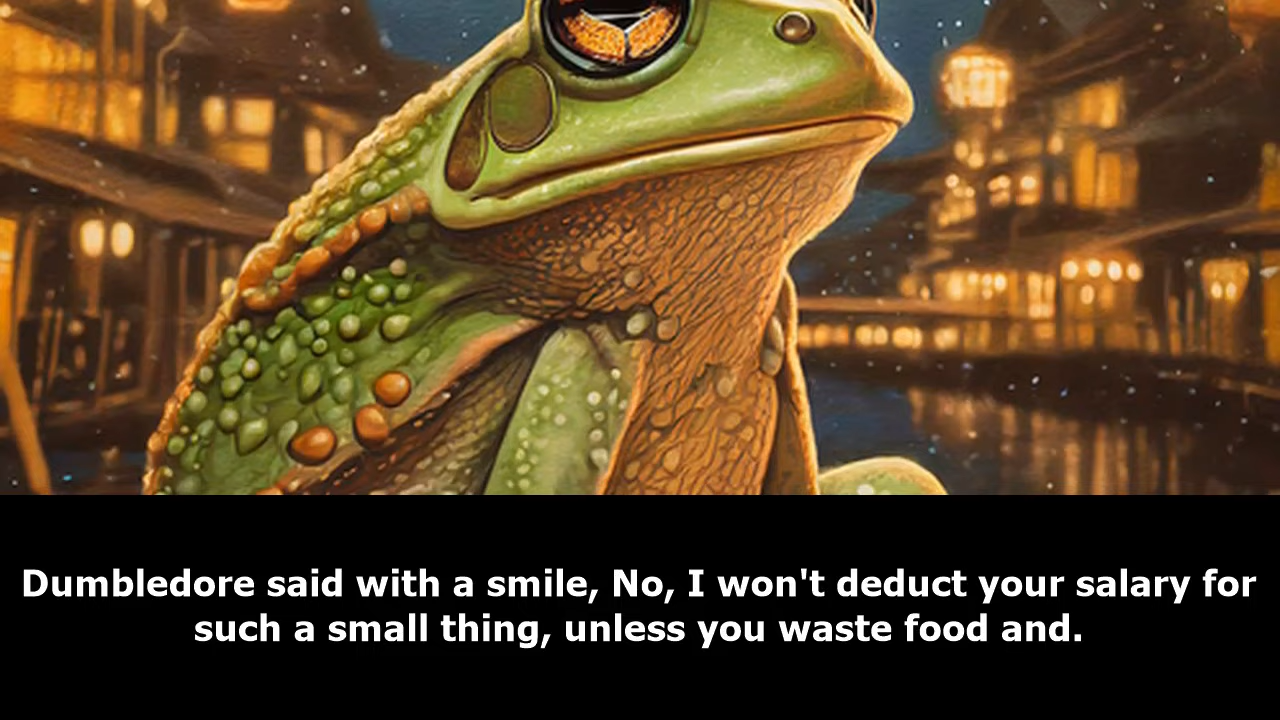 Dumbledore said with a smile, No, I won't deduct your salary for
such a small thing, unless you waste food and.